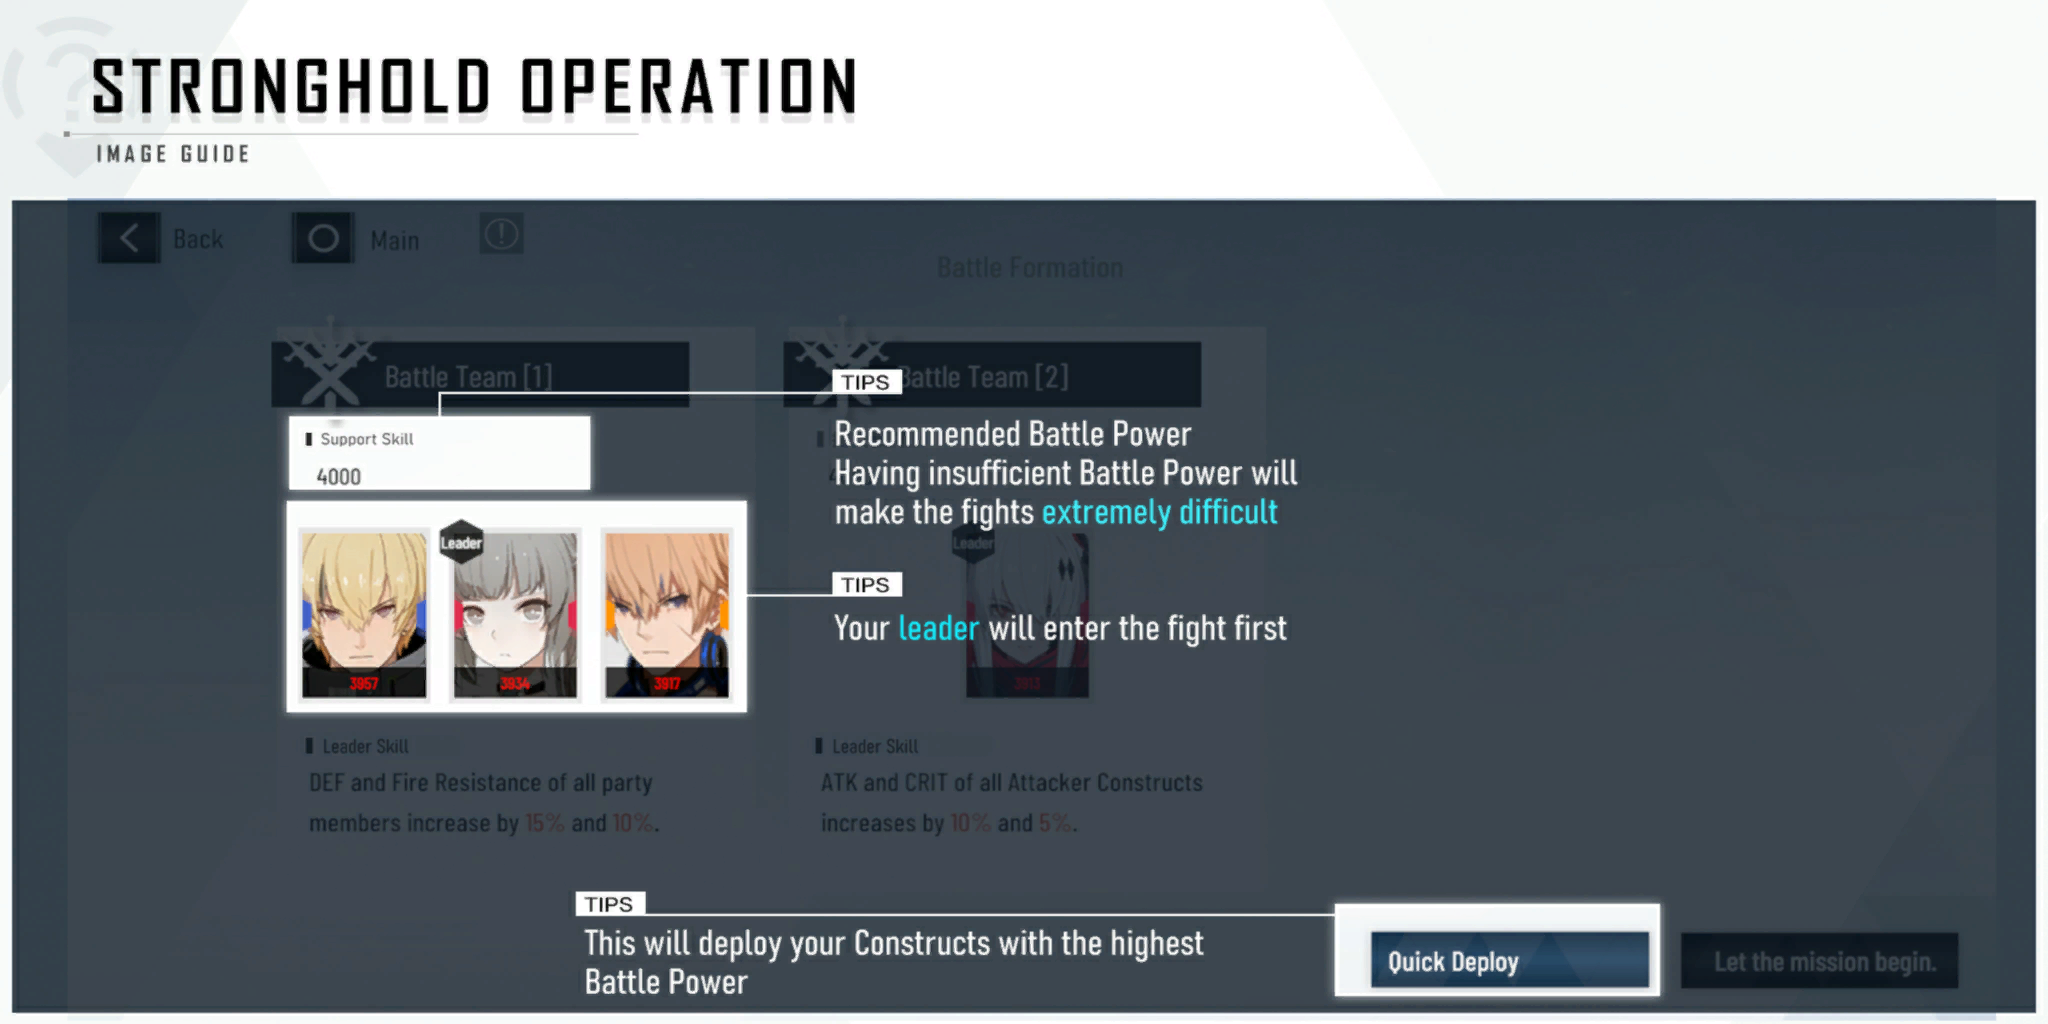 STRONGHOLD OPERATION
IMAGE GUIDE
Back
Main
Battle Formation
Battle Team [1]
Battle Team [2]
TIPS
Support Skill
4000
Recommended Battle Power
Having insufficient Battle Power will
make the fights extremely difficult
Leader
Leader
TIPS
Your leader will enter the fight first
3957
3934
3917
3913
Leader Skill
DEF and Fire Resistance of all party
members increase by 15% and 10%.
Leader Skill
ATK and CRIT of all Attacker Constructs
increases by 10% and 5%.
TIPS
This will deploy your Constructs with the highest
Battle Power
Quick Deploy
Let the mission begin.